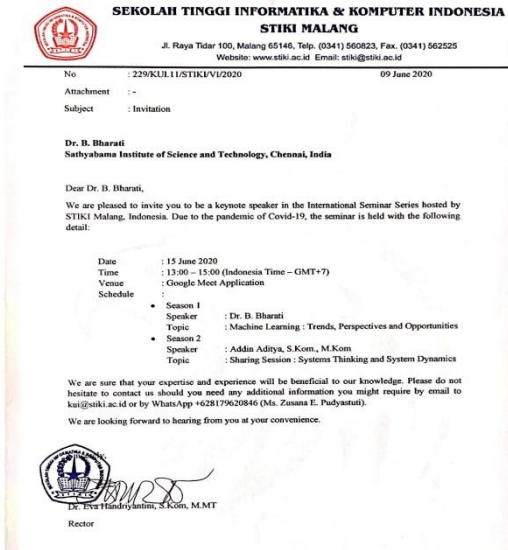 SEKOLAH TINGGI INFORMATIKA & KOMPUTER INDONESIA
STIKI MALANG
Jl. Raya Tidar 100, Malang 65146, Telp. (0341) 560823, Fax. (0341) 562525
Website: www.stiki.ac.id Email: stiki@stiki.ac.id
No : 229/KUI.11/STIKI/VI/2020 09 June 2020
Attachment : -
Subject : Invitation
Dr. B. Bharati
Sathyabama Institute of Science and Technology, Chennai, India
Dear Dr. B. Bharati,
We are pleased to invite you to be a keynote speaker in the International Seminar Series hosted by
STIKI Malang, Indonesia. Due to the pandemic of Covid-19, the seminar is held with the following
detail:
Date : 15 June 2020
Time : 13:00 – 15:00 (Indonesia Time – GMT+7)
Venue : Google Meet Application
Schedule :
• Season 1
Speaker : Dr. B. Bharati
Topic : Machine Learning : Trends, Perspectives and Opportunities
• Season 2
Speaker : Addin Aditya, S.Kom., M.Kom
Topic : Sharing Session : Systems Thinking and System Dynamics
We are sure that your expertise and experience will be beneficial to our knowledge. Please do not
hesitate to contact us should you need any additional information you might require by email to
kui@stiki.ac.id or by WhatsApp +628179620846 (Ms. Zusana E. Pudyastuti).
We are looking forward to hearing from you at your convenience.
Dr. Eva Handriyantini, S.Kom, M.MT
Rector